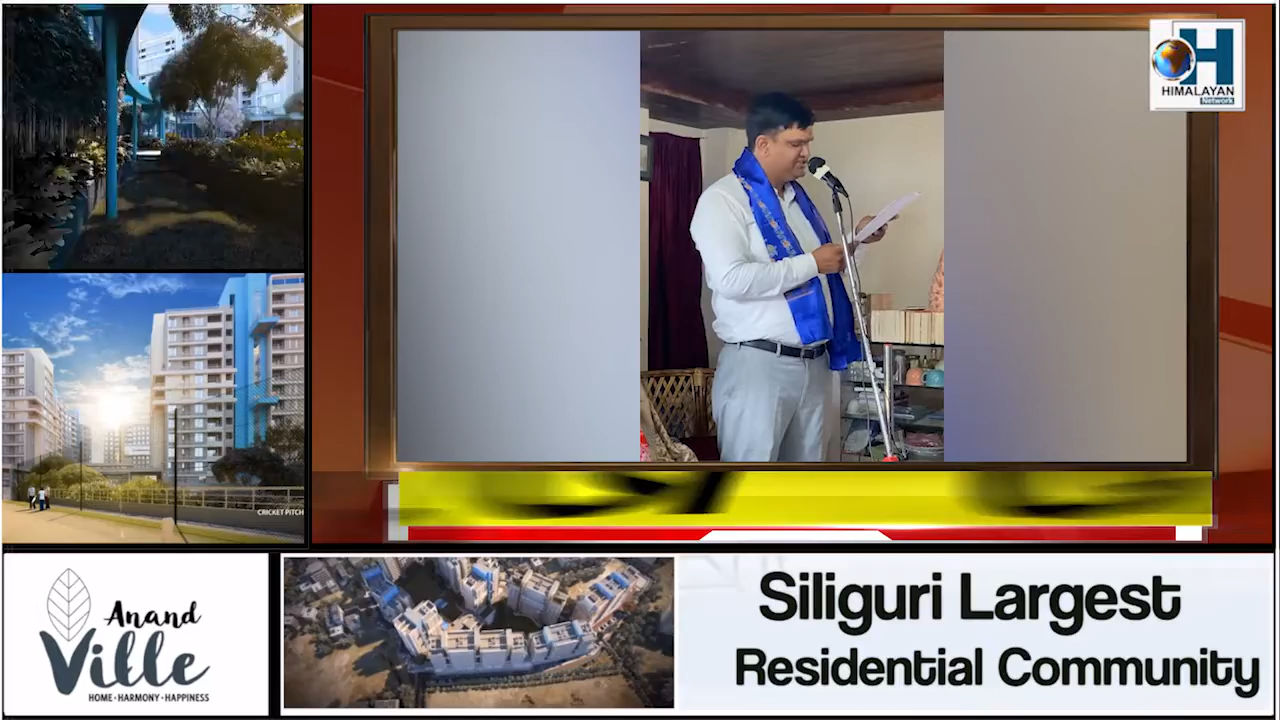 HIMALAYAN
Network
CRICKET PITCH
Anand
Ville
HOME • HARMONY • HAPPINESS
Siliguri Largest
Residential Community